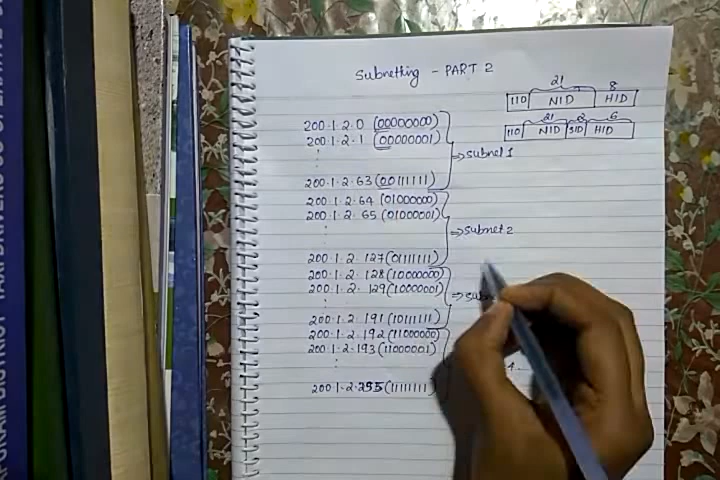 Subnetting - PART 2
21 8
110 NID HID
21 2 6
110 NID SID HID
200.1.2.0 (00000000)
200.1.2.1 (00000001)
200.1.2.63 (00111111)
⇒ subnet 1
200.1.2.64 (01000000)
200.1.2.65 (01000001)
⇒ subnet 2
200.1.2.127 (01111111)
200.1.2.128 (10000000)
200.1.2.129 (10000001)
200.1.2.191 (10111111)
200.1.2.192 (11000000)
200.1.2.193 (11000001)
4.
200.1.2.255 (11111111)